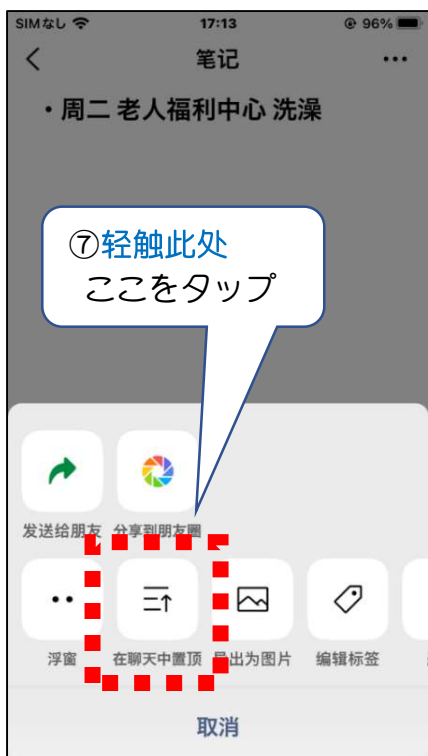 SIMなし 17:13 96%
笔记
・周二 老人福利中心 洗澡
⑦轻触此处
ここをタップ
发送给朋友 分享到朋友圈
浮窗 在聊天中置顶 导出为图片 编辑标签
取消